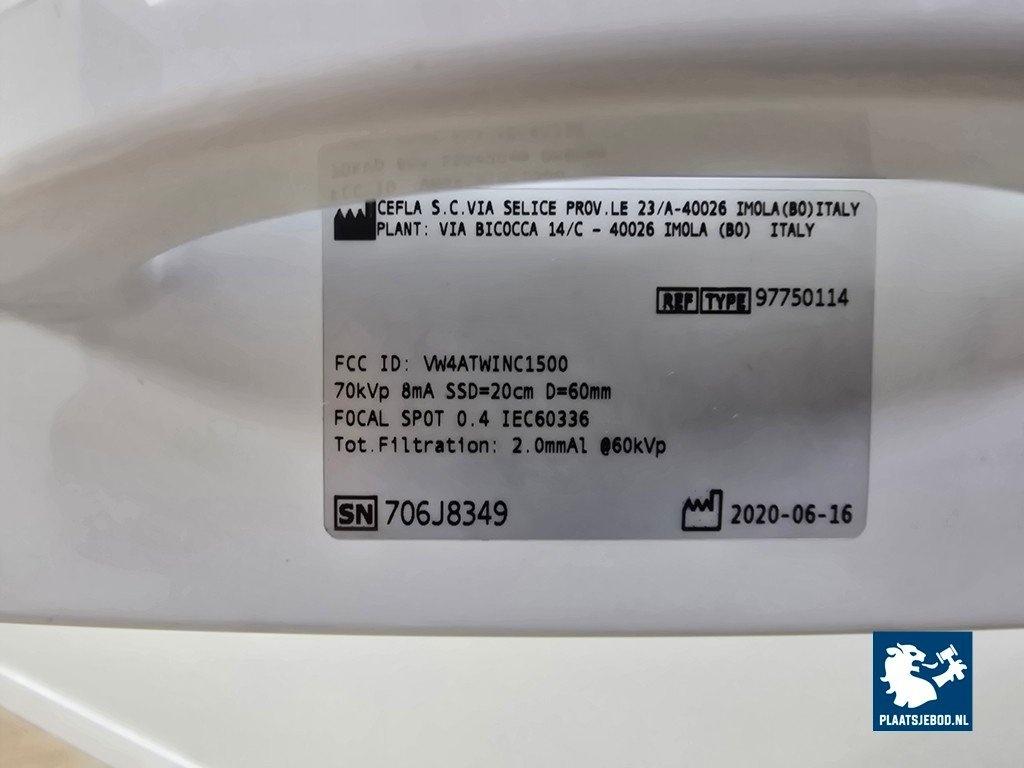 CEFLA S.C.VIA SELICE PROV.LE 23/A-40026 IMOLA(BO)ITALY
PLANT: VIA BICOCCA 14/C - 40026 IMOLA (BO) ITALY
REF TYPE 97750114
FCC ID: VW4ATWINC1500
70kVp 8mA SSD=20cm D=60mm
FOCAL SPOT 0.4 IEC60336
Tot.Filtration: 2.0mmAl @60kVp
SN 706J8349
2020-06-16
PLAATSJEBOD.NL